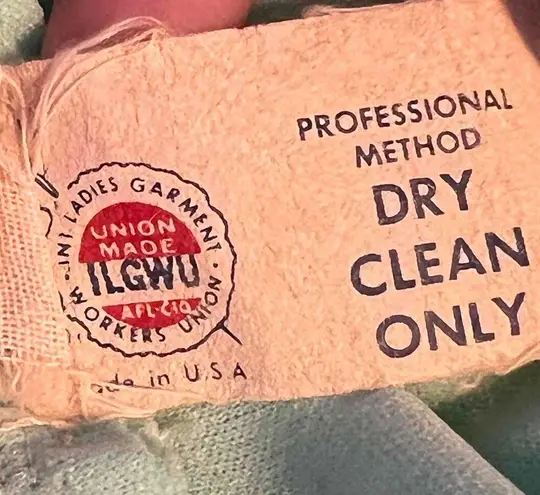 INT'L LADIES GARMENT
UNION
MADE
ILGWU
AFL-CIO
WORKERS UNION
in U.S.A
PROFESSIONAL
METHOD
DRY
CLEAN
ONLY